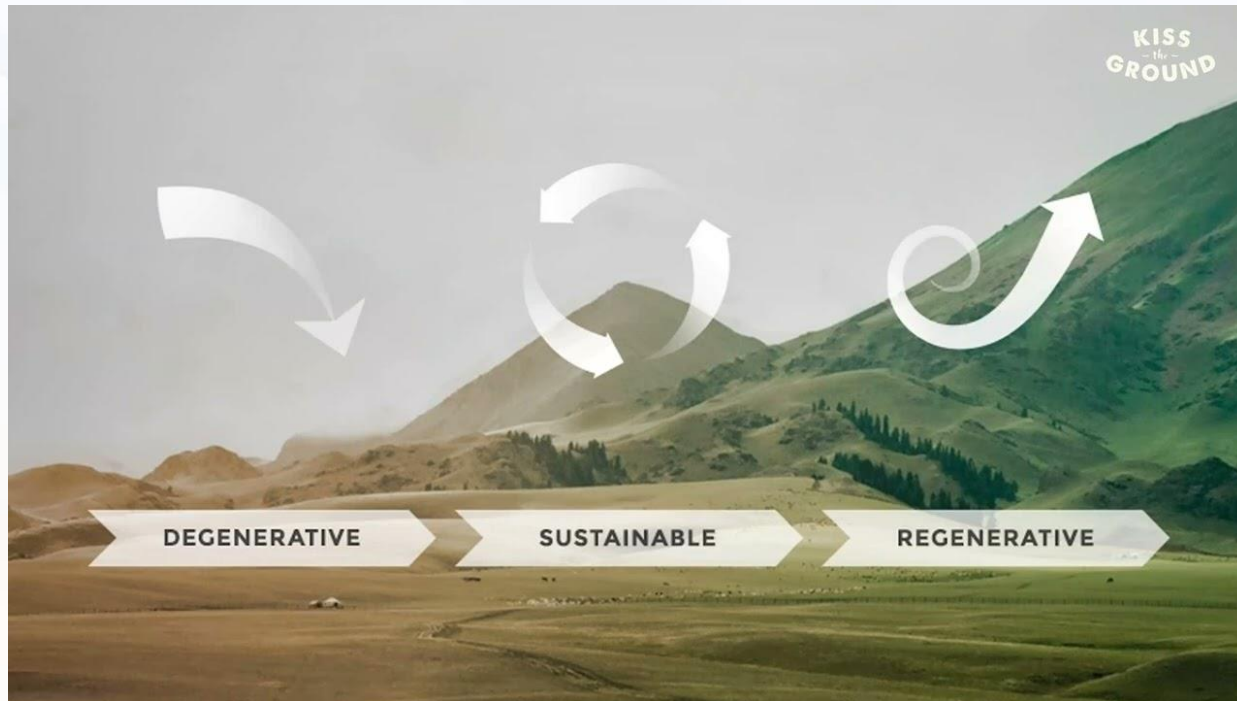 KISS
~ the ~
GROUND
DEGENERATIVE
SUSTAINABLE
REGENERATIVE